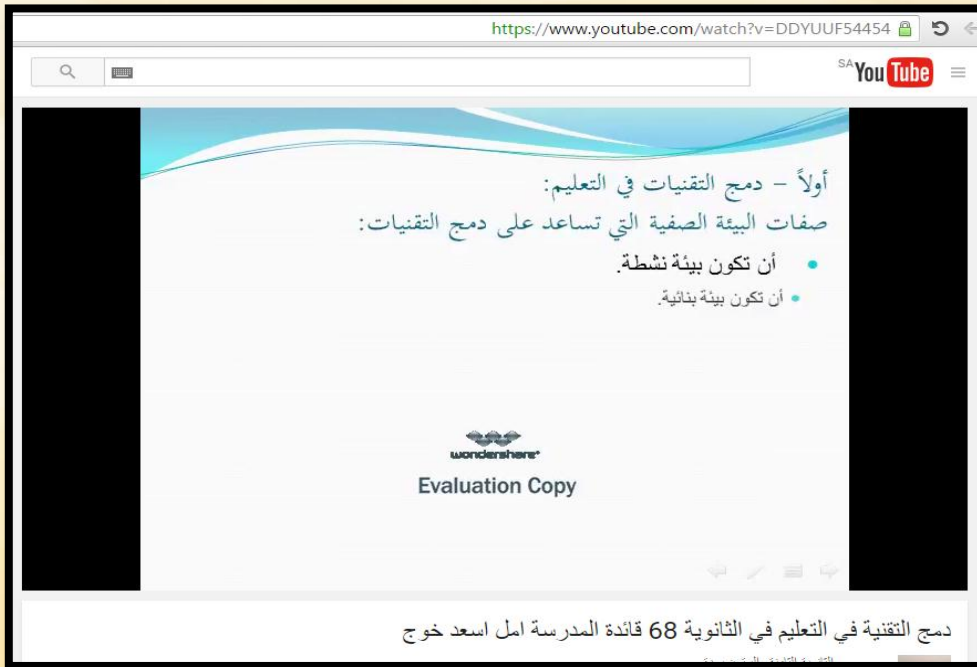 https://www.youtube.com/watch?v=DDYUUF54454
SA
You Tube
أولاً – دمج التقنيات في التعليم:
صفات البيئة الصفية التي تساعد على دمج التقنيات:
• أن تكون بيئة نشطة.
• أن تكون بيئة بنائية.
wondershare
Evaluation Copy
دمج التقنية في التعليم في الثانوية 68 قائدة المدرسة امل اسعد خوج